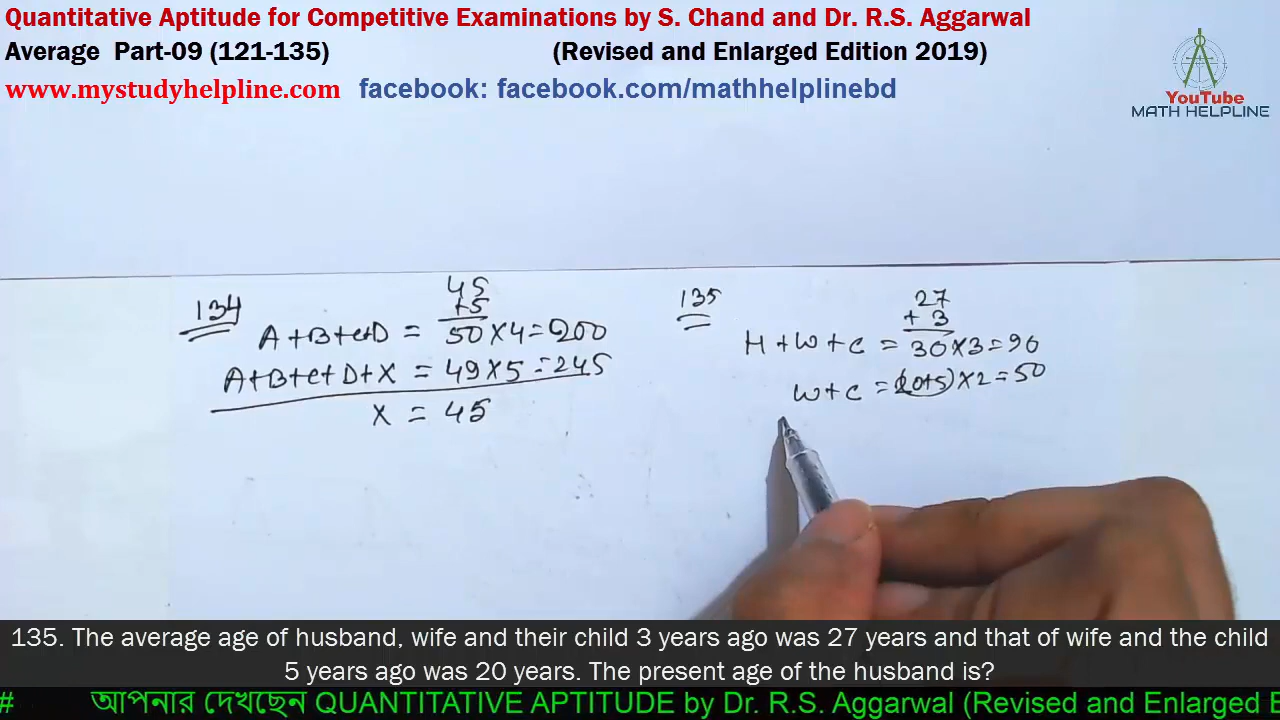 Quantitative Aptitude for Competitive Examinations by S. Chand and Dr. R.S. Aggarwal
Average Part-09 (121-135) (Revised and Enlarged Edition 2019)
www.mystudyhelpline.com facebook: facebook.com/mathhelplinebd
YouTube
MATH HELPLINE
134
45
+5
A+B+C+D = 50×4=200
A+B+C+D+X = 49×5=245
X = 45
135
27
+ 3
H+W+C = 30×3=90
W+C = (20+5)×2=50
135. The average age of husband, wife and their child 3 years ago was 27 years and that of wife and the child
5 years ago was 20 years. The present age of the husband is?
# আপনার দেখছেন QUANTITATIVE APTITUDE by Dr. R.S. Aggarwal (Revised and Enlarged E